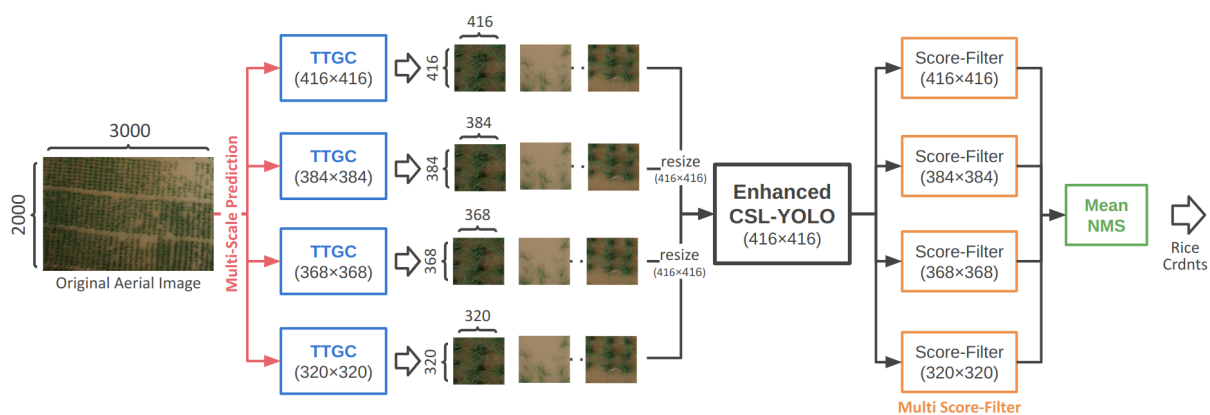 3000
2000
Original Aerial Image
Multi-Scale Prediction
TTGC
(416×416)
416
416
TTGC
(384×384)
384
384
TTGC
(368×368)
368
368
TTGC
(320×320)
320
320
resize
(416×416)
resize
(416×416)
Enhanced
CSL-YOLO
(416×416)
Score-Filter
(416×416)
Score-Filter
(384×384)
Score-Filter
(368×368)
Score-Filter
(320×320)
Multi Score-Filter
Mean
NMS
Rice
Crdnts